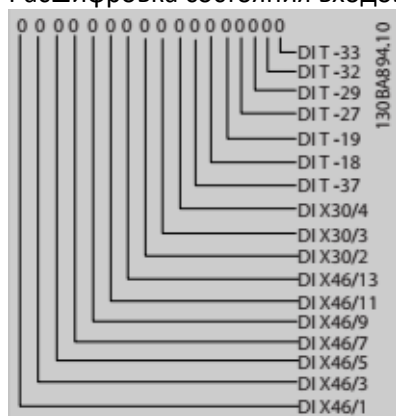 Расшифровка состояния
0 0 0 0 0 0 0 0 0 0 0 0 0 0 0 0 0
DI T-33
DI T-32
DI T-29
DI T-27
DI T-19
DI T-18
DI T-37
DI X30/4
DI X30/3
DI X30/2
DI X46/13
DI X46/11
DI X46/9
DI X46/7
DI X46/5
DI X46/3
DI X46/1
130BA894.10